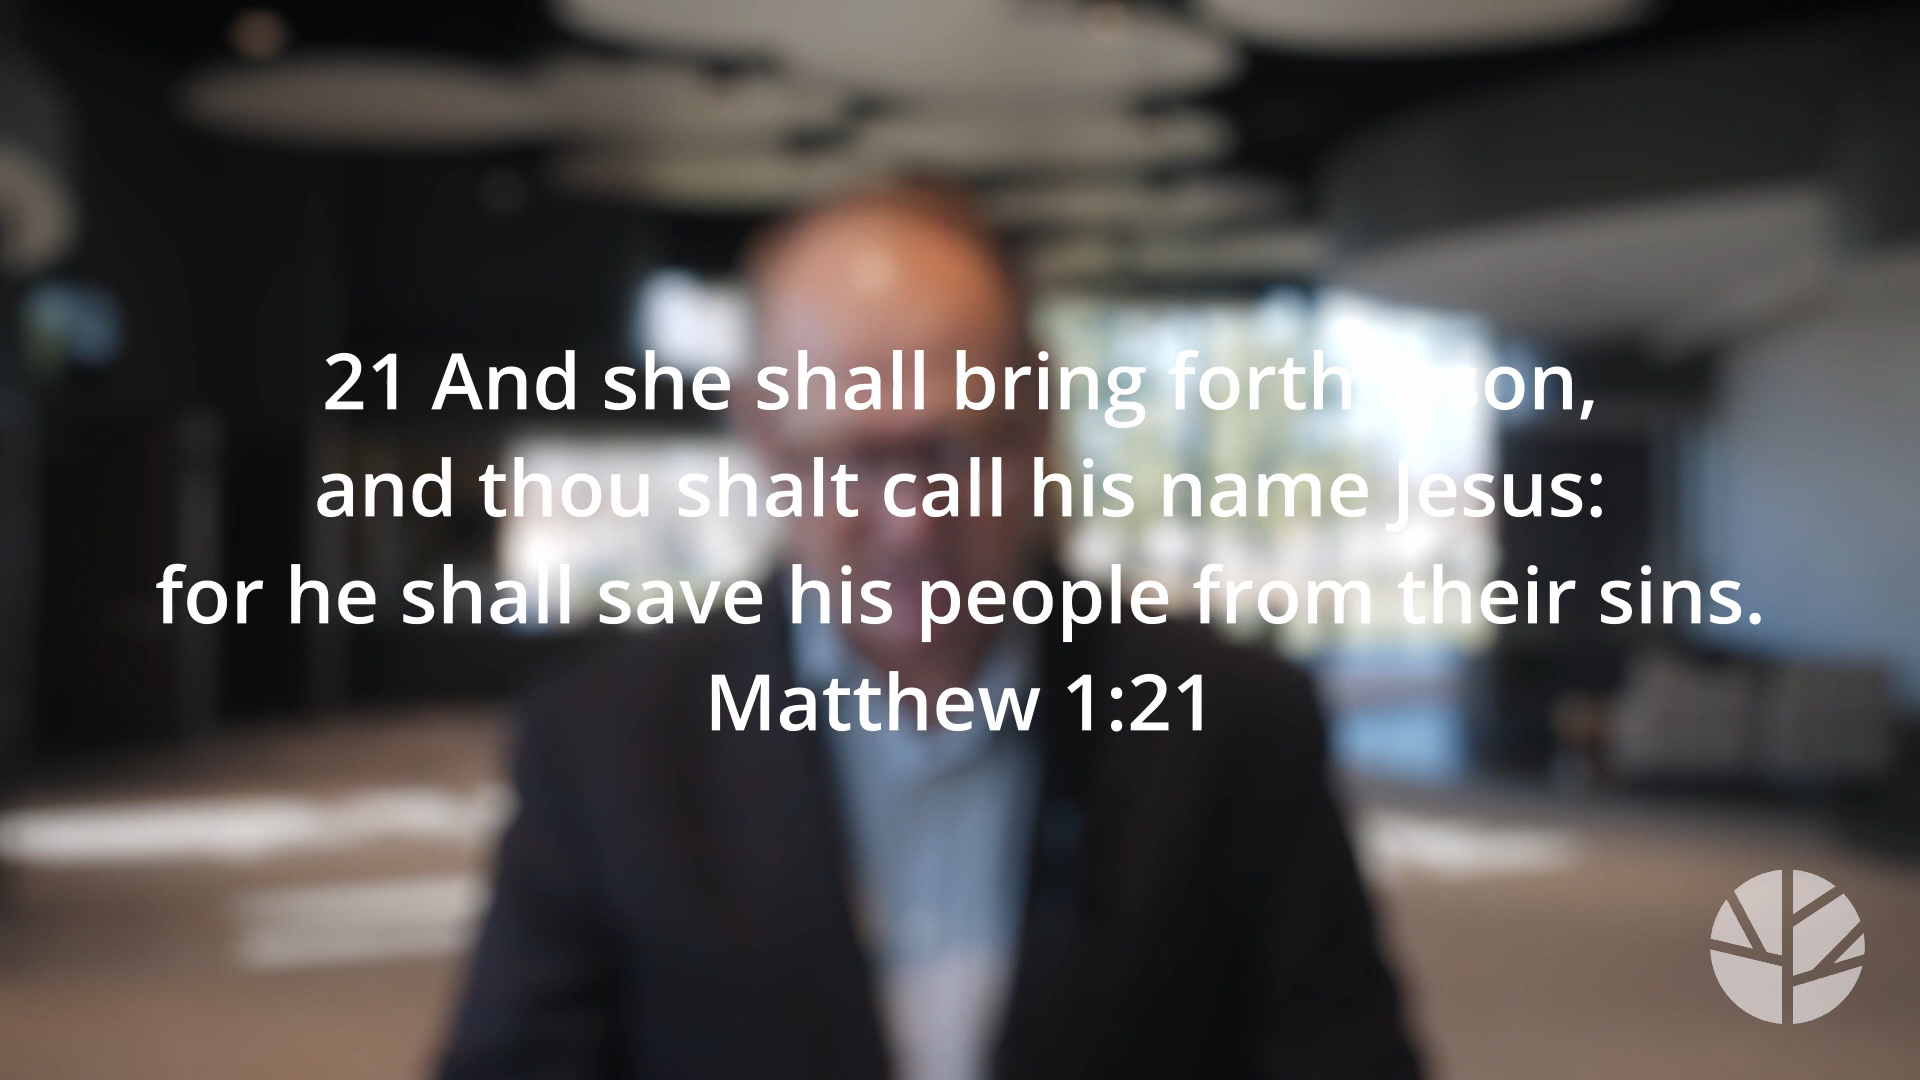 21 And she shall bring forth a son,
and thou shalt call his name Jesus:
for he shall save his people from their sins.
Matthew 1:21